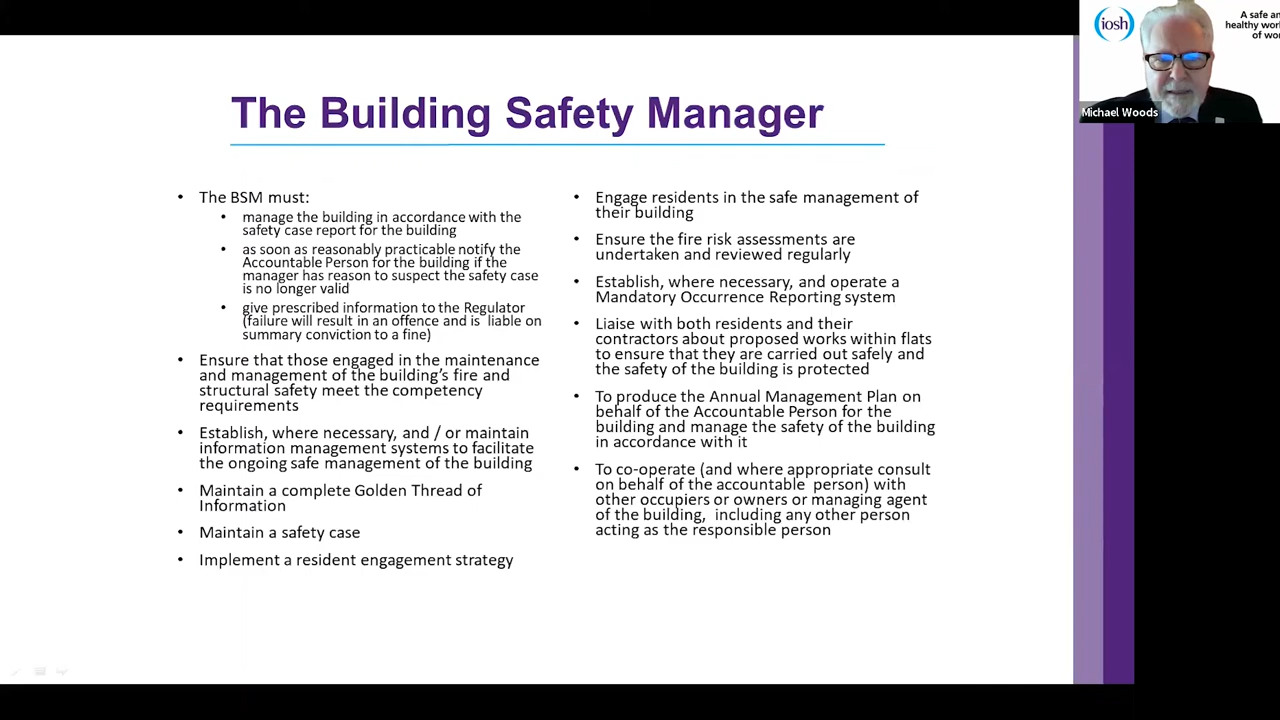 The Building Safety Manager
• The BSM must:
• manage the building in accordance with the
safety case report for the building
• as soon as reasonably practicable notify the
Accountable Person for the building if the
manager has reason to suspect the safety case
is no longer valid
• give prescribed information to the Regulator
(failure will result in an offence and is liable on
summary conviction to a fine)
• Ensure that those engaged in the maintenance
and management of the building's fire and
structural safety meet the competency
requirements
• Establish, where necessary, and / or maintain
information management systems to facilitate
the ongoing safe management of the building
• Maintain a complete Golden Thread of
Information
• Maintain a safety case
• Implement a resident engagement strategy
• Engage residents in the safe management of
their building
• Ensure the fire risk assessments are
undertaken and reviewed regularly
• Establish, where necessary, and operate a
Mandatory Occurrence Reporting system
• Liaise with both residents and their
contractors about proposed works within flats
to ensure that they are carried out safely and
the safety of the building is protected
• To produce the Annual Management Plan on
behalf of the Accountable Person for the
building and manage the safety of the building
in accordance with it
• To co-operate (and where appropriate consult
on behalf of the accountable person) with
other occupiers or owners or managing agent
of the building, including any other person
acting as the responsible person
iosh
A safe an
healthy work
of wor
Michael Woods